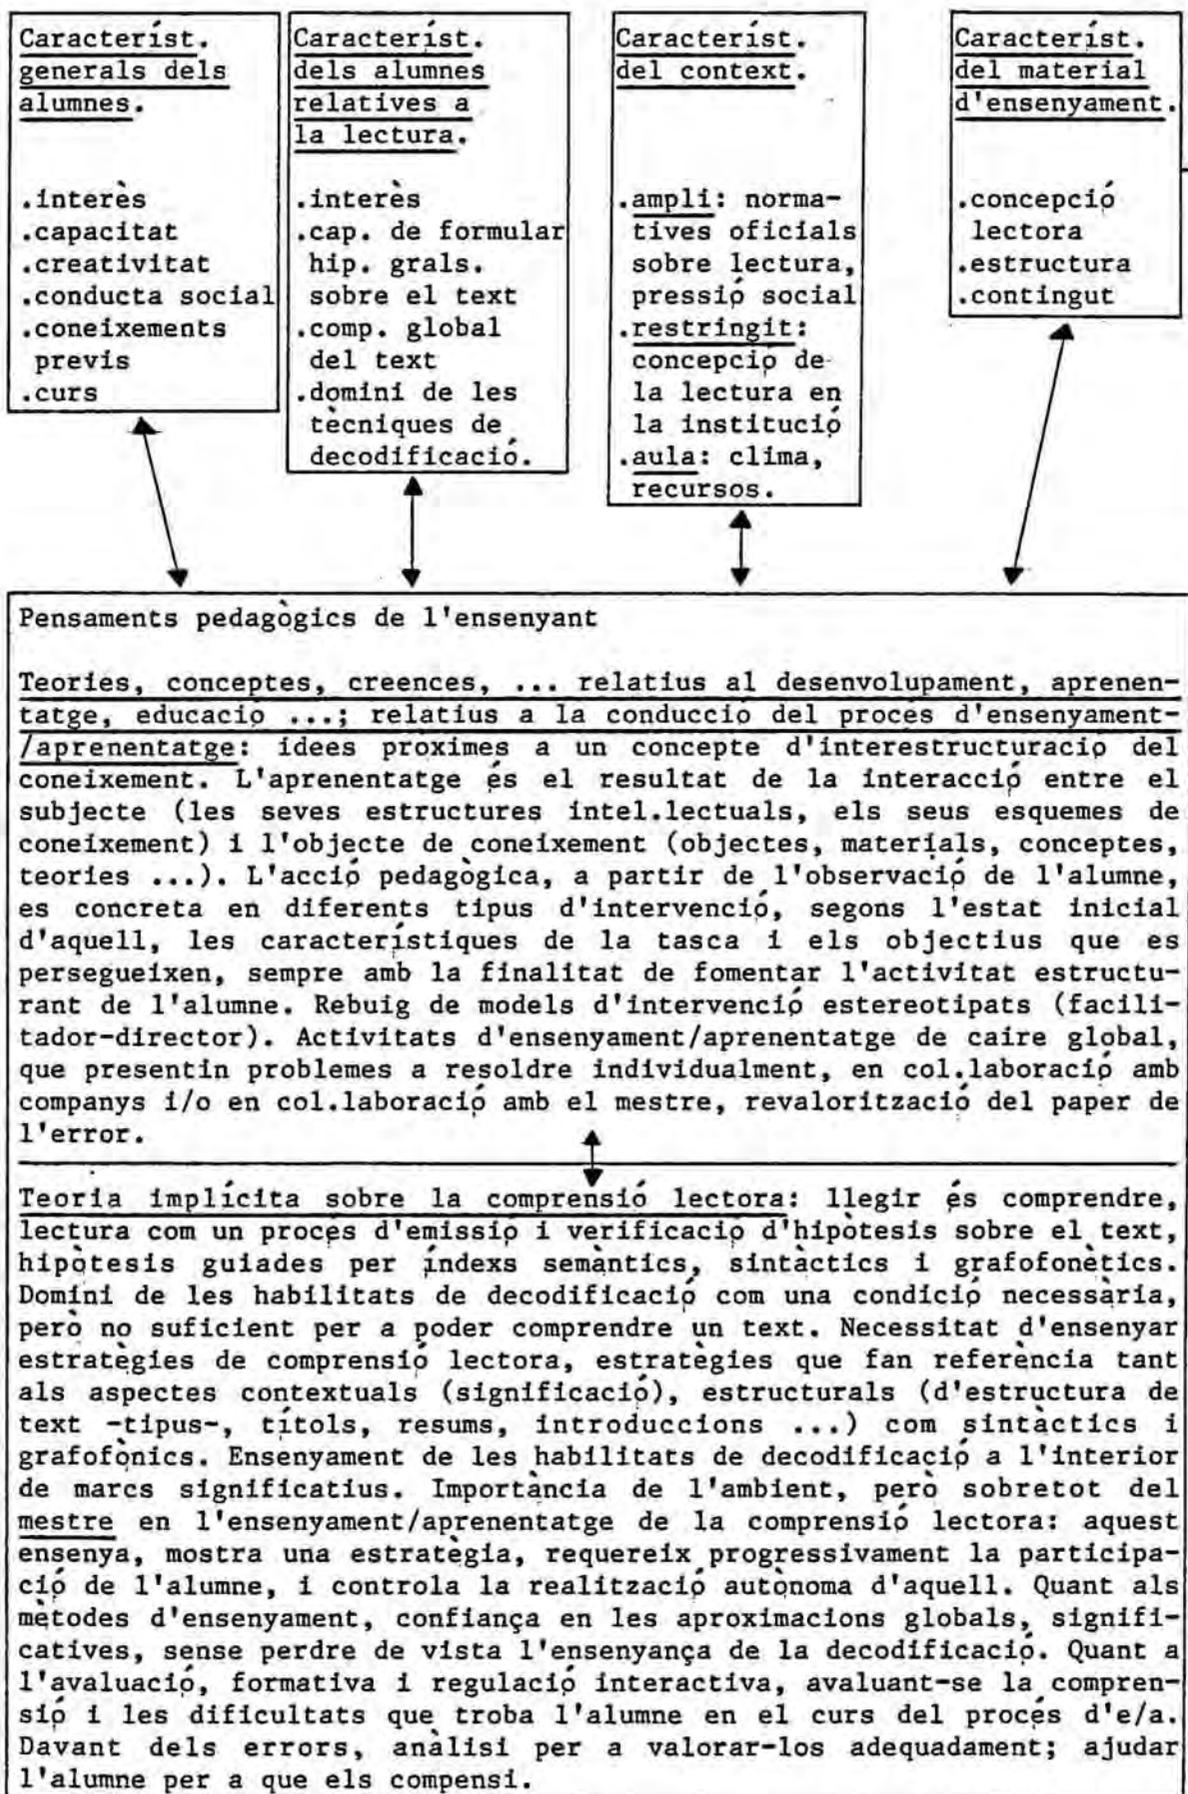 Característ.
generals dels
alumnes.
.interès
.capacitat
.creativitat
.conducta social
.coneixements
previs
.curs
Característ.
dels alumnes
relatives a
la lectura.
.interès
.cap. de formular
hip. grals.
sobre el text
.comp. global
del text
.domini de les
tècniques de
decodificació.
Característ.
del context.
.ampli: norma-
tives oficials
sobre lectura,
pressió social
.restringit:
concepció de
la lectura en
la institució
.aula: clima,
recursos.
Característ.
del material
d'ensenyament.
.concepció
lectora
.estructura
.contingut
Pensaments pedagògics de l'ensenyant
Teories, conceptes, creences, ... relatius al desenvolupament, aprenen-
tatge, educació ...; relatius a la conducció del procés d'ensenyament-
/aprenentatge: idees pròximes a un concepte d'interestructuració del
coneixement. L'aprenentatge és el resultat de la interacció entre el
subjecte (les seves estructures intel.lectuals, els seus esquemes de
coneixement) i l'objecte de coneixement (objectes, materials, conceptes,
teories ...). L'acció pedagògica, a partir de l'observació de l'alumne,
es concreta en diferents tipus d'intervenció, segons l'estat inicial
d'aquell, les característiques de la tasca i els objectius que es
persegueixen, sempre amb la finalitat de fomentar l'activitat estructu-
rant de l'alumne. Rebuig de models d'intervenció estereotipats (facili-
tador-director). Activitats d'ensenyament/aprenentatge de caire global,
que presentin problemes a resoldre individualment, en col.laboració amb
companys i/o en col.laboració amb el mestre, revalorització del paper de
l'error.
Teoria implícita sobre la comprensió lectora: llegir és comprendre,
lectura com un procés d'emissió i verificació d'hipòtesis sobre el text,
hipòtesis guiades per índexs semàntics, sintàctics i grafofonètics.
Domini de les habilitats de decodificació com una condició necessària,
però no suficient per a poder comprendre un text. Necessitat d'ensenyar
estratègies de comprensió lectora, estratègies que fan referència tant
als aspectes contextuals (significació), estructurals (d'estructura de
text -tipus-, títols, resums, introduccions ...) com sintàctics i
grafofònics. Ensenyament de les habilitats de decodificació a l'interior
de marcs significatius. Importància de l'ambient, però sobretot del
mestre en l'ensenyament/aprenentatge de la comprensió lectora: aquest
ensenya, mostra una estratègia, requereix progressivament la participa-
ció de l'alumne, i controla la realització autònoma d'aquell. Quant als
mètodes d'ensenyament, confiança en les aproximacions globals, signifi-
catives, sense perdre de vista l'ensenyança de la decodificació. Quant a
l'avaluació, formativa i regulació interactiva, avaluant-se la compren-
sió i les dificultats que troba l'alumne en el curs del procés d'e/a.
Davant dels errors, anàlisi per a valorar-los adequadament; ajudar
l'alumne per a que els compensi.